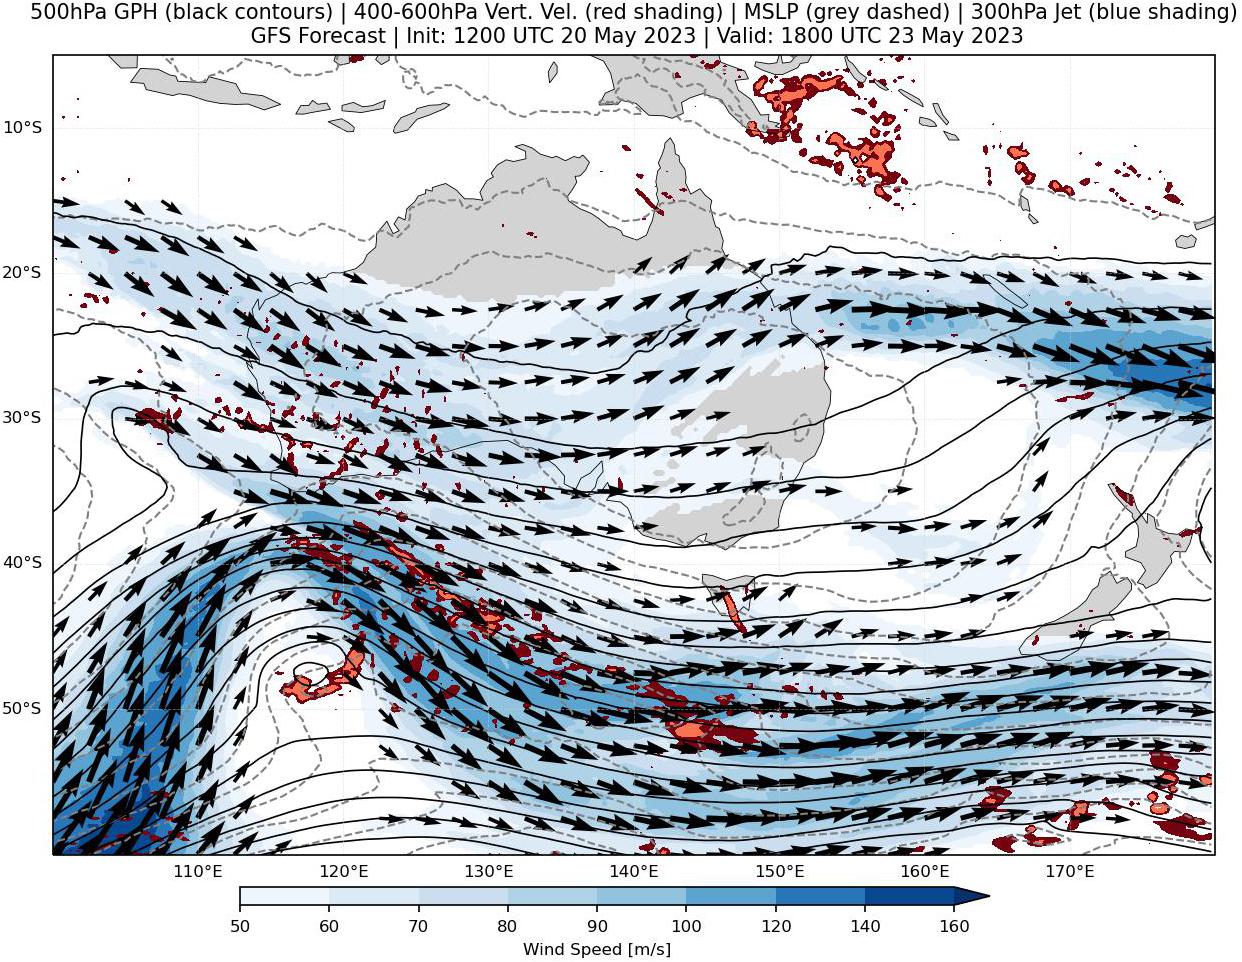 500hPa GPH (black contours) | 400-600hPa Vert. Vel. (red shading) | MSLP (grey dashed) | 300hPa Jet (blue shading)
GFS Forecast | Init: 1200 UTC 20 May 2023 | Valid: 1800 UTC 23 May 2023
10°S
20°S
30°S
40°S
50°S
110°E 120°E 130°E 140°E 150°E 160°E 170°E
50 60 70 80 90 100 120 140 160
Wind Speed [m/s]